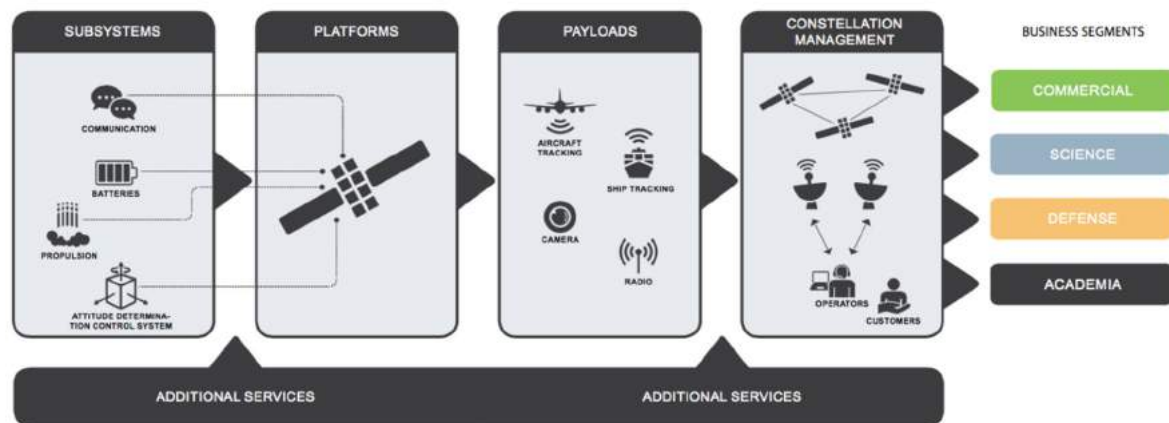 SUBSYSTEMS
COMMUNICATION
BATTERIES
PROPULSION
ATTITUDE DETERMINA-
TION CONTROL SYSTEM
PLATFORMS
PAYLOADS
AIRCRAFT
TRACKING
SHIP TRACKING
CAMERA
RADIO
CONSTELLATION
MANAGEMENT
OPERATORS
CUSTOMERS
BUSINESS SEGMENTS
COMMERCIAL
SCIENCE
DEFENSE
ACADEMIA
ADDITIONAL SERVICES
ADDITIONAL SERVICES